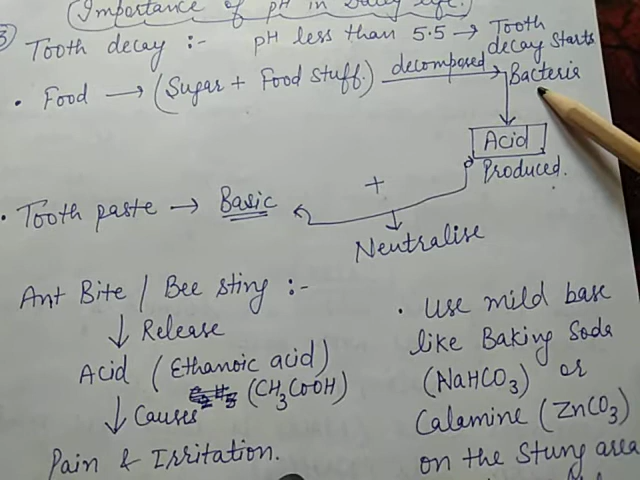 (Importance of pH in Daily life.)
③ Tooth decay :- pH less than 5.5 → Tooth decay starts
• Food → (Sugar + Food stuff.) decomposed → Bacteria
Acid
Produced.
+
• Tooth paste → Basic
Neutralise
Ant Bite / Bee sting :-
↓ Release
Acid (Ethanoic acid)
(CH₃COOH)
↓ Causes
Pain & Irritation.
• Use mild base
like Baking Soda
(NaHCO3) or
Calamine (ZnCO3)
on the Stung area